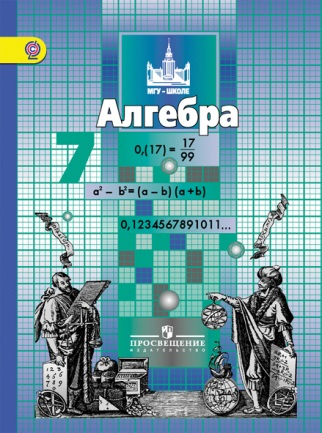 МГУ - ШКОЛЕ
Алгебра
0,(17) = 17/99
7
a² – b² = (a – b) (a + b)
0,1234567891011...
ПРОСВЕЩЕНИЕ
ИЗДАТЕЛЬСТВО